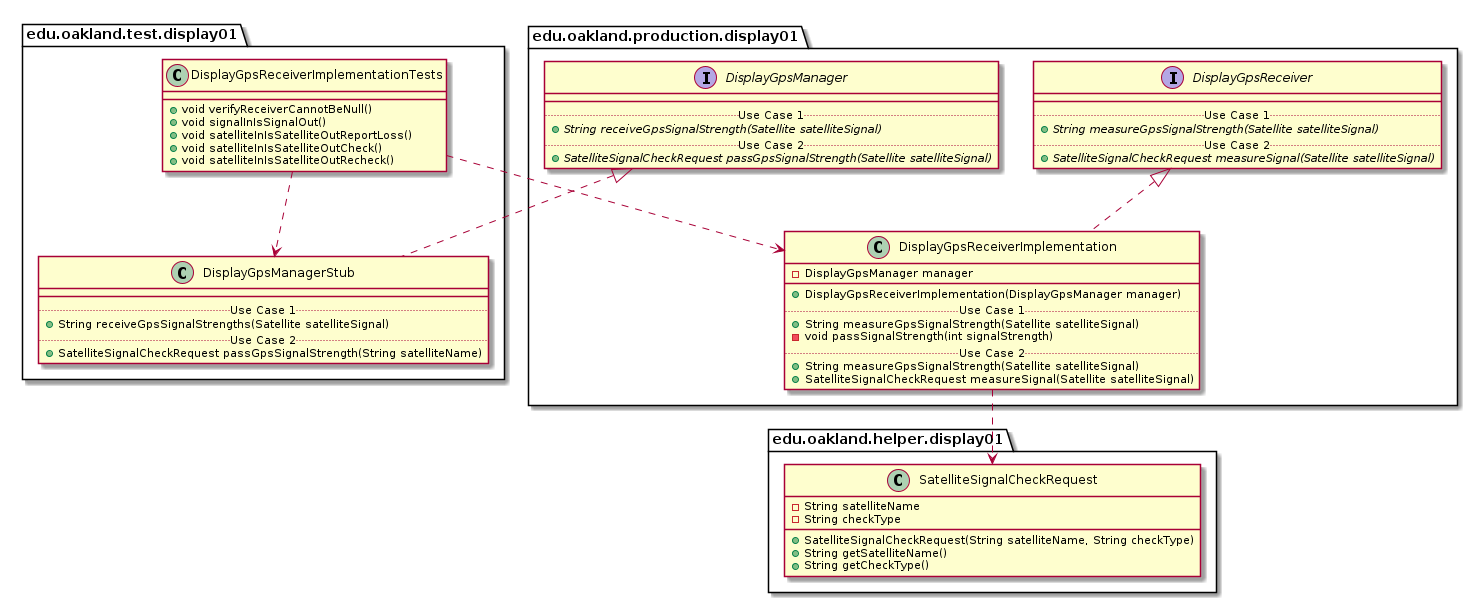 edu.oakland.test.display01
C DisplayGpsReceiverImplementationTests
void verifyReceiverCannotBeNull()
void signalInIsSignalOut()
void satelliteInIsSatelliteOutReportLoss()
void satelliteInIsSatelliteOutCheck()
void satelliteInIsSatelliteOutRecheck()
C DisplayGpsManagerStub
Use Case 1
String receiveGpsSignalStrengths(Satellite satelliteSignal)
Use Case 2
SatelliteSignalCheckRequest passGpsSignalStrength(String satelliteName)
edu.oakland.production.display01
I DisplayGpsManager
Use Case 1
String receiveGpsSignalStrength(Satellite satelliteSignal)
Use Case 2
SatelliteSignalCheckRequest passGpsSignalStrength(Satellite satelliteSignal)
I DisplayGpsReceiver
Use Case 1
String measureGpsSignalStrength(Satellite satelliteSignal)
Use Case 2
SatelliteSignalCheckRequest measureSignal(Satellite satelliteSignal)
C DisplayGpsReceiverImplementation
DisplayGpsManager manager
DisplayGpsReceiverImplementation(DisplayGpsManager manager)
Use Case 1
String measureGpsSignalStrength(Satellite satelliteSignal)
void passSignalStrength(int signalStrength)
Use Case 2
String measureGpsSignalStrength(Satellite satelliteSignal)
SatelliteSignalCheckRequest measureSignal(Satellite satelliteSignal)
edu.oakland.helper.display01
C SatelliteSignalCheckRequest
String satelliteName
String checkType
SatelliteSignalCheckRequest(String satelliteName, String checkType)
String getSatelliteName()
String getCheckType()